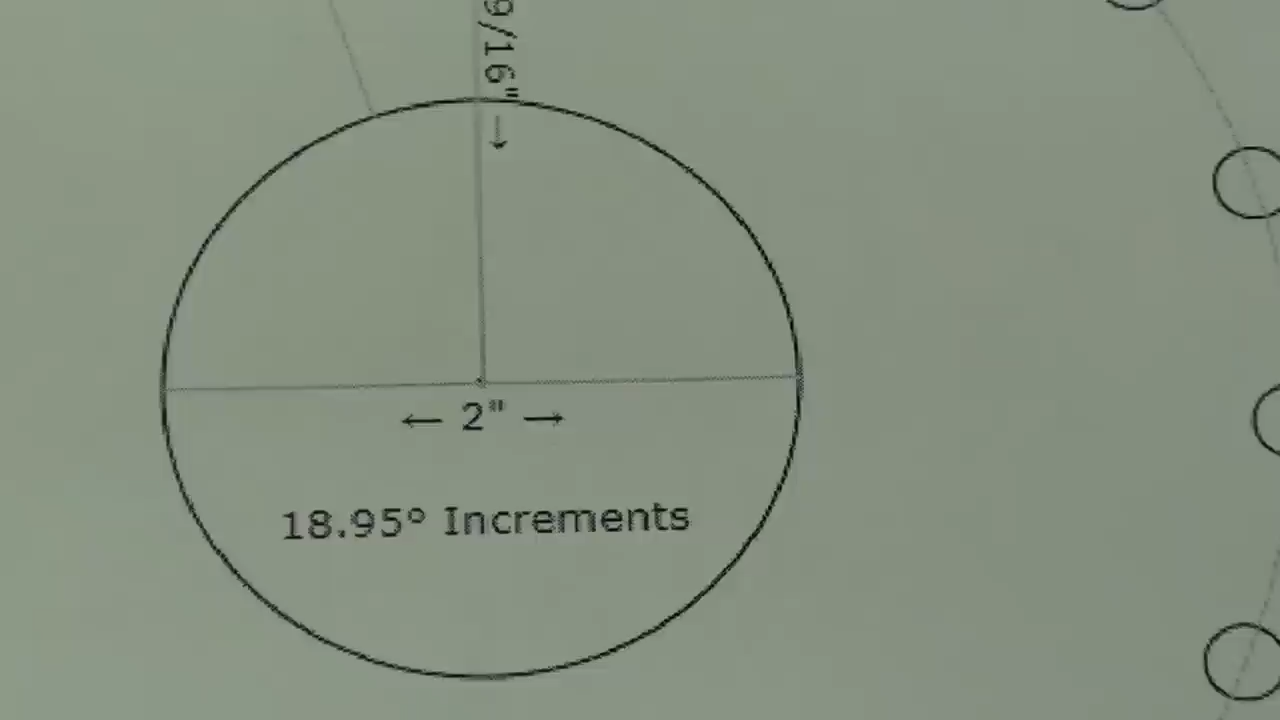 9/16" →
← 2" →
18.95° Increments